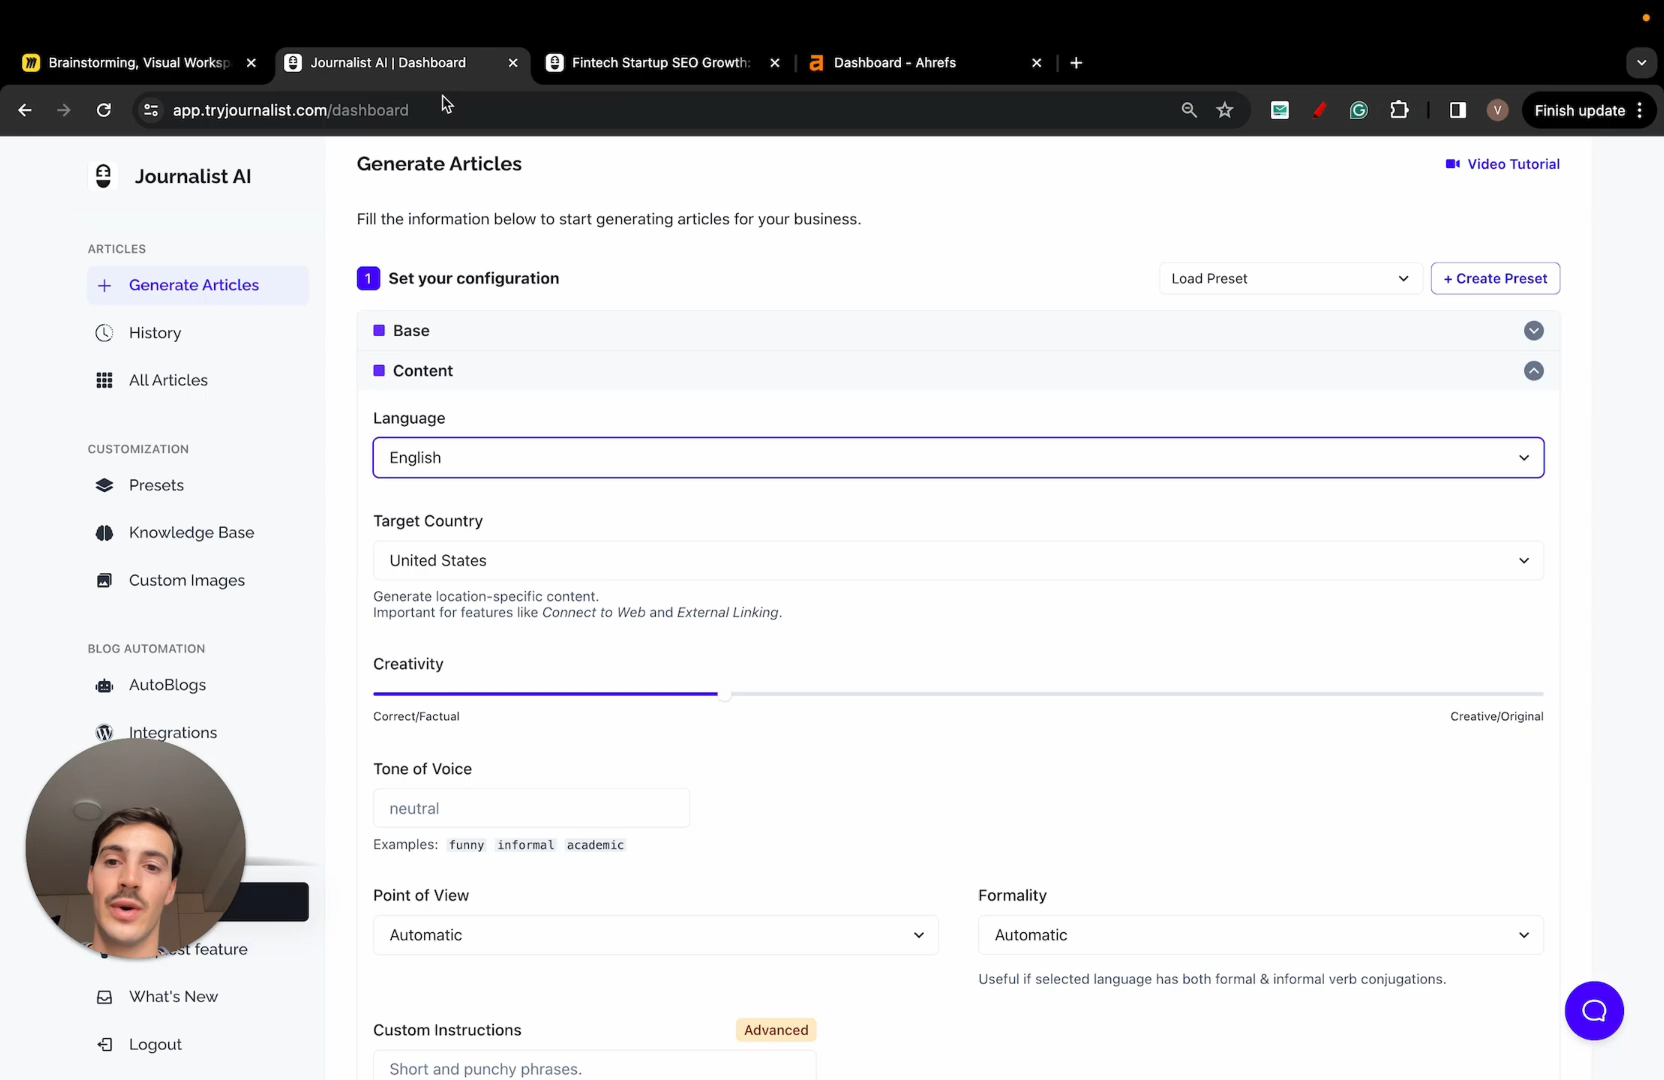 Brainstorming, Visual Worksp
Journalist AI | Dashboard
Fintech Startup SEO Growth:
Dashboard - Ahrefs
app.tryjournalist.com/dashboard
V
Finish update
Journalist AI
ARTICLES
Generate Articles
History
All Articles
CUSTOMIZATION
Presets
Knowledge Base
Custom Images
BLOG AUTOMATION
AutoBlogs
Integrations
feature
What's New
Logout
Generate Articles
Video Tutorial
Fill the information below to start generating articles for your business.
1 Set your configuration
Load Preset
+ Create Preset
Base
Content
Language
English
Target Country
United States
Generate location-specific content.
Important for features like Connect to Web and External Linking.
Creativity
Correct/Factual
Creative/Original
Tone of Voice
neutral
Examples: funny informal academic
Point of View
Formality
Automatic
Automatic
Useful if selected language has both formal & informal verb conjugations.
Custom Instructions
Advanced
Short and punchy phrases.